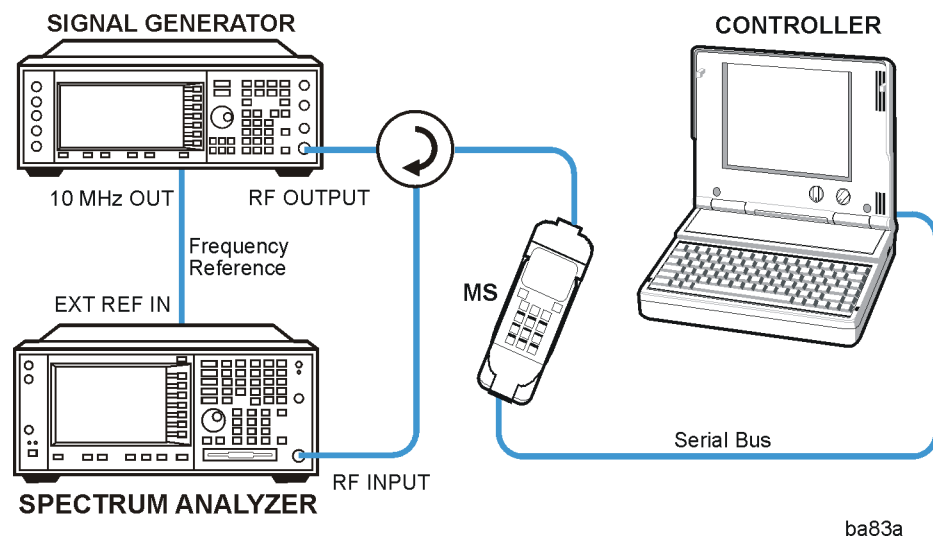 SIGNAL GENERATOR
CONTROLLER
10 MHz OUT
RF OUTPUT
Frequency
Reference
MS
EXT REF IN
Serial Bus
RF INPUT
SPECTRUM ANALYZER
ba83a